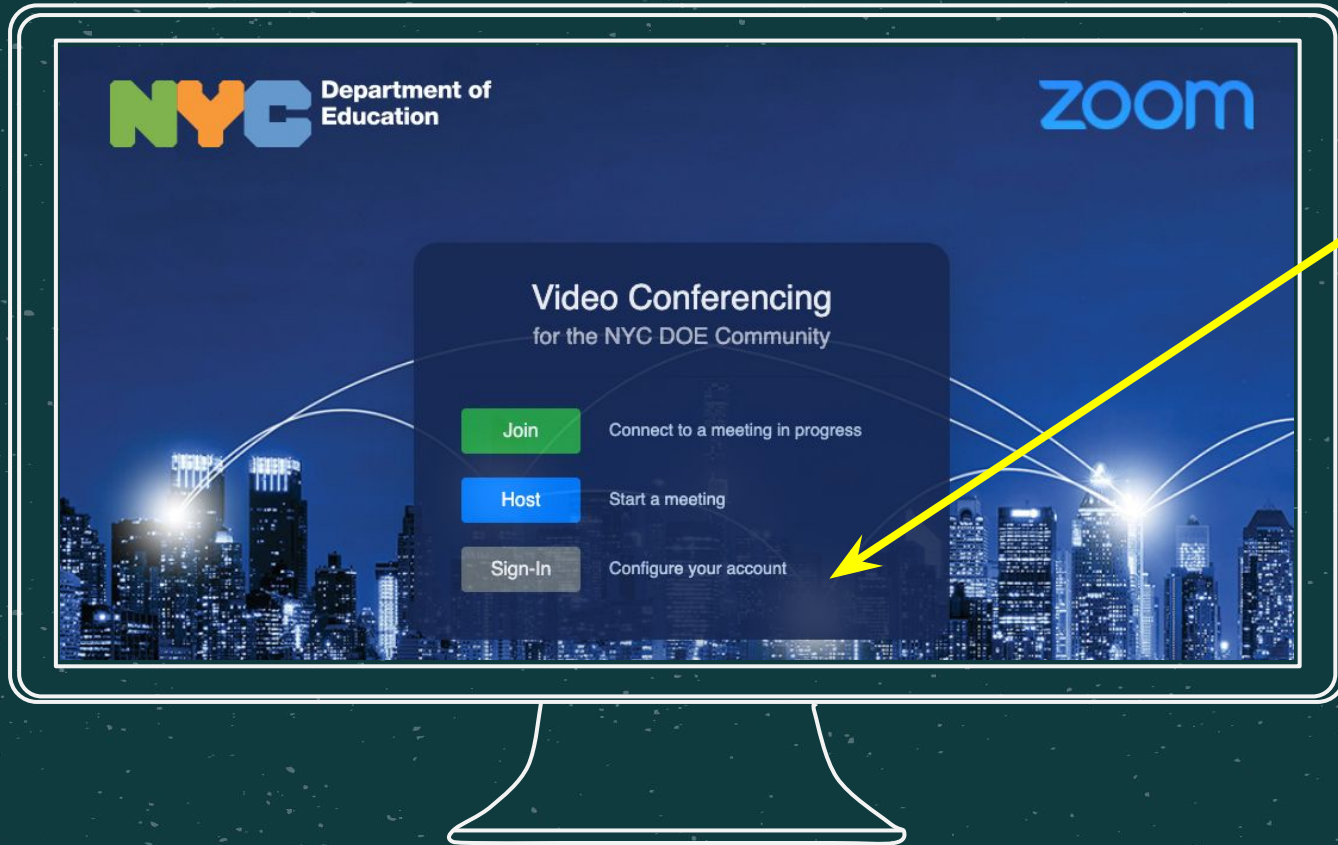 NYC
Department of
Education
zoom
Video Conferencing
for the NYC DOE Community
Join Connect to a meeting in progress
Host Start a meeting
Sign-In Configure your account